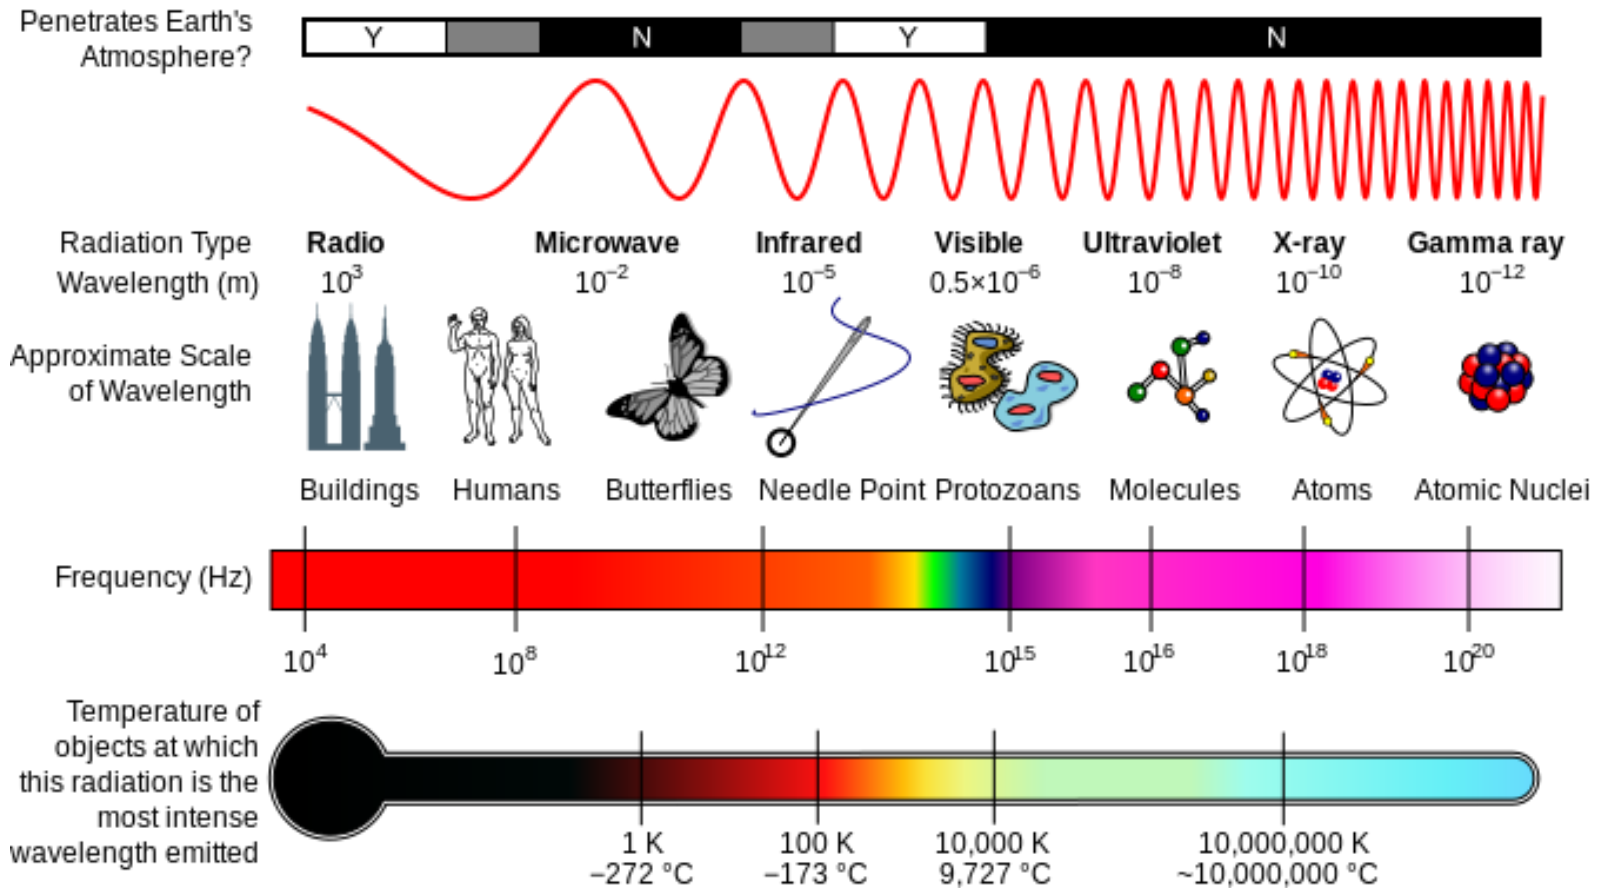 Penetrates Earth's
Atmosphere?
Y N Y N
Radiation Type
Radio Microwave Infrared Visible Ultraviolet X-ray Gamma ray
Wavelength (m)
10³ 10⁻² 10⁻⁵ 0.5×10⁻⁶ 10⁻⁸ 10⁻¹⁰ 10⁻¹²
Approximate Scale
of Wavelength
Buildings Humans Butterflies Needle Point Protozoans Molecules Atoms Atomic Nuclei
Frequency (Hz)
10⁴ 10⁸ 10¹² 10¹⁵ 10¹⁶ 10¹⁸ 10²⁰
Temperature of
objects at which
this radiation is the
most intense
wavelength emitted
1 K 100 K 10,000 K 10,000,000 K
−272 °C −173 °C 9,727 °C ~10,000,000 °C